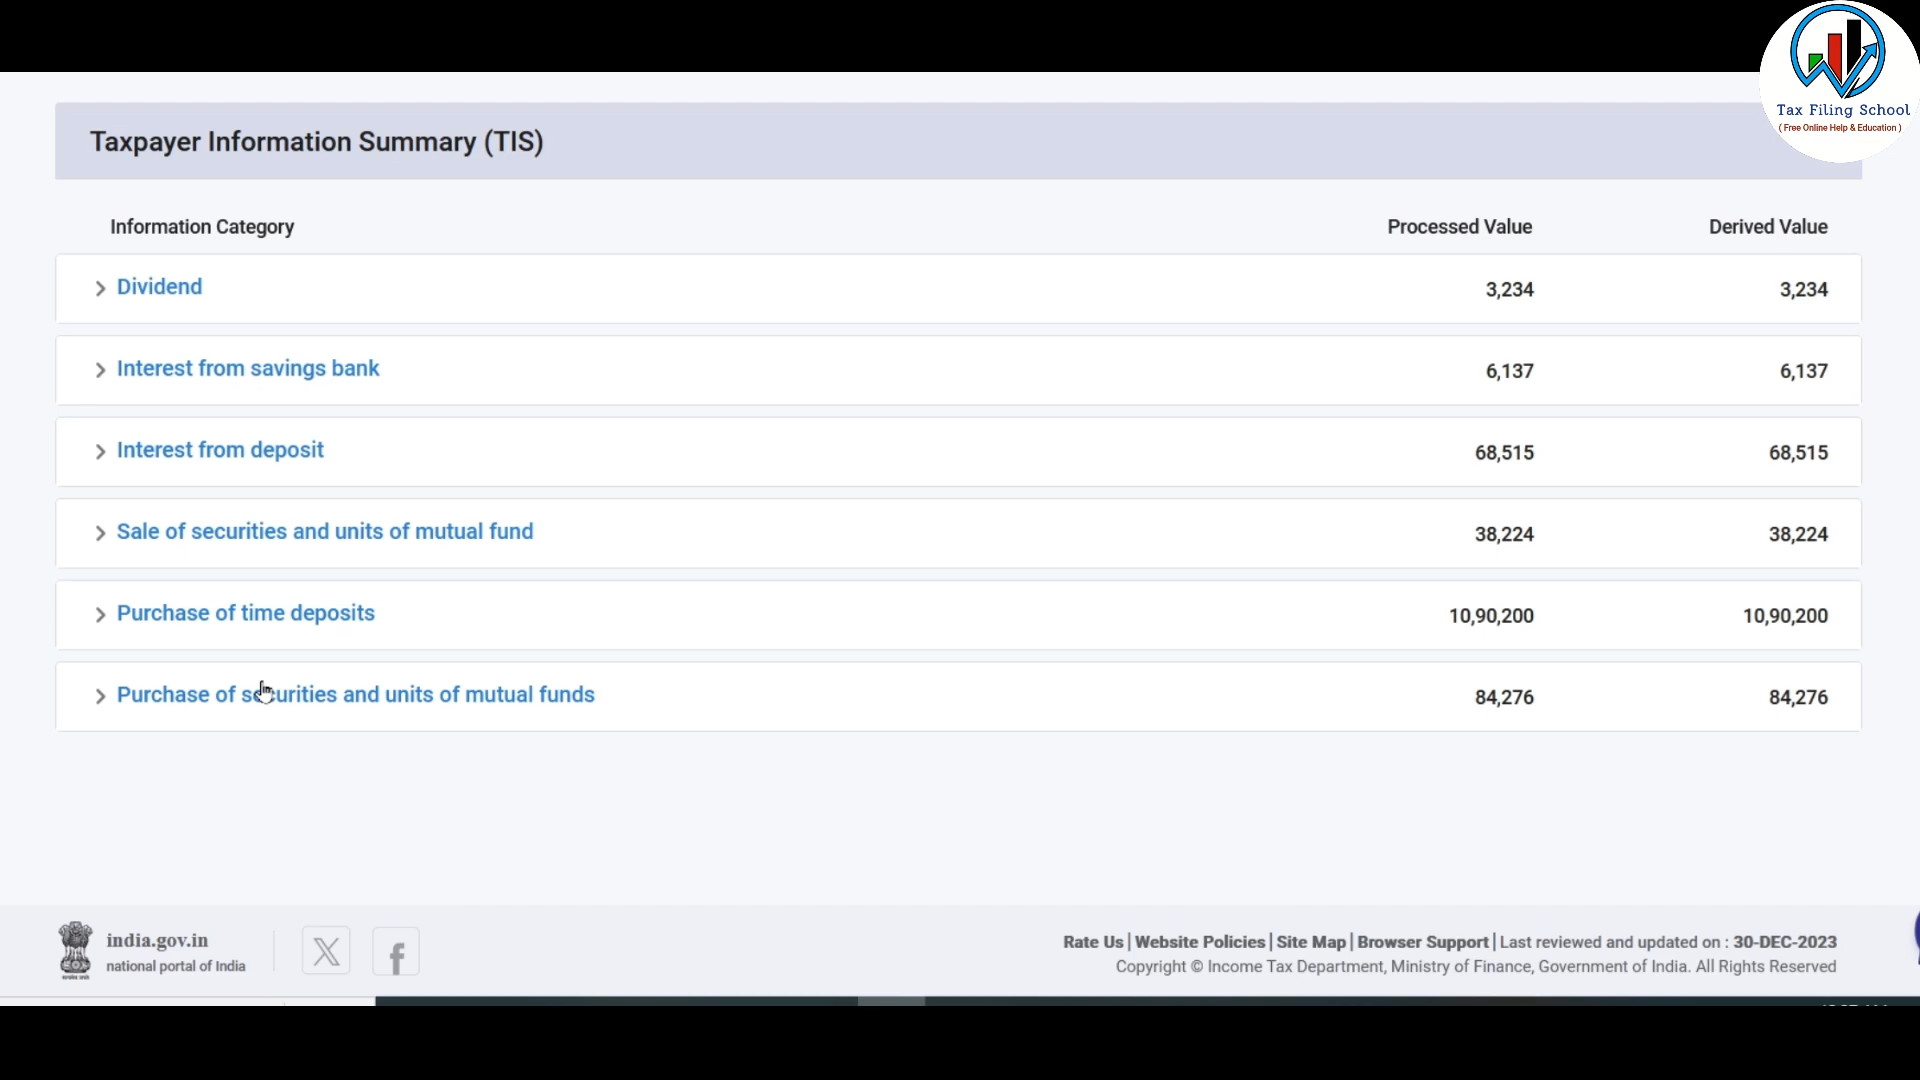 Tax Filing School
( Free Online Help & Education )
Taxpayer Information Summary (TIS)
Information Category Processed Value Derived Value
Dividend 3,234 3,234
Interest from savings bank 6,137 6,137
Interest from deposit 68,515 68,515
Sale of securities and units of mutual fund 38,224 38,224
Purchase of time deposits 10,90,200 10,90,200
Purchase of securities and units of mutual funds 84,276 84,276
india.gov.in
national portal of India
Rate Us | Website Policies | Site Map | Browser Support | Last reviewed and updated on : 30-DEC-2023
Copyright © Income Tax Department, Ministry of Finance, Government of India. All Rights Reserved